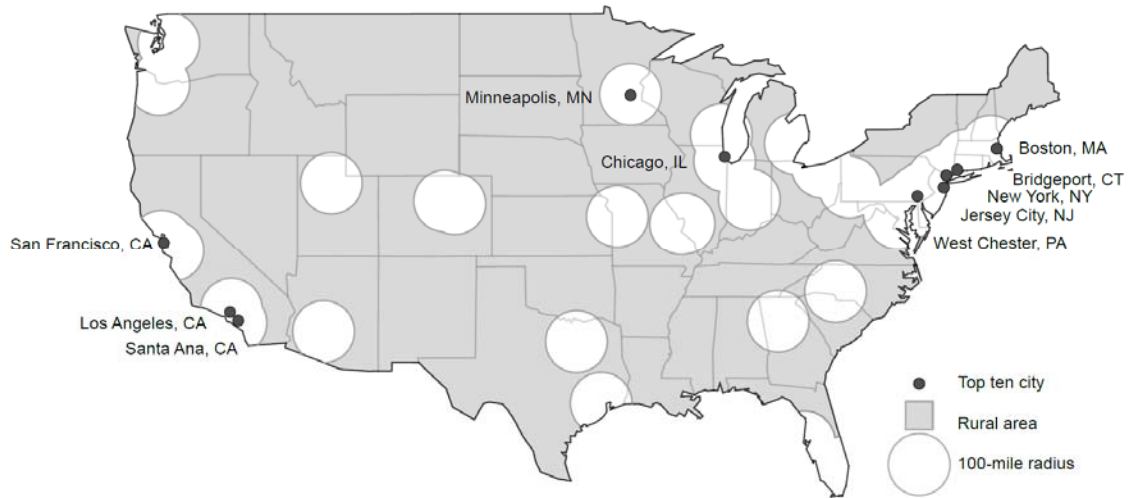 Minneapolis, MN
Chicago, IL
Boston, MA
Bridgeport, CT
New York, NY
Jersey City, NJ
West Chester, PA
San Francisco, CA
Los Angeles, CA
Santa Ana, CA
Top ten city
Rural area
100-mile radius